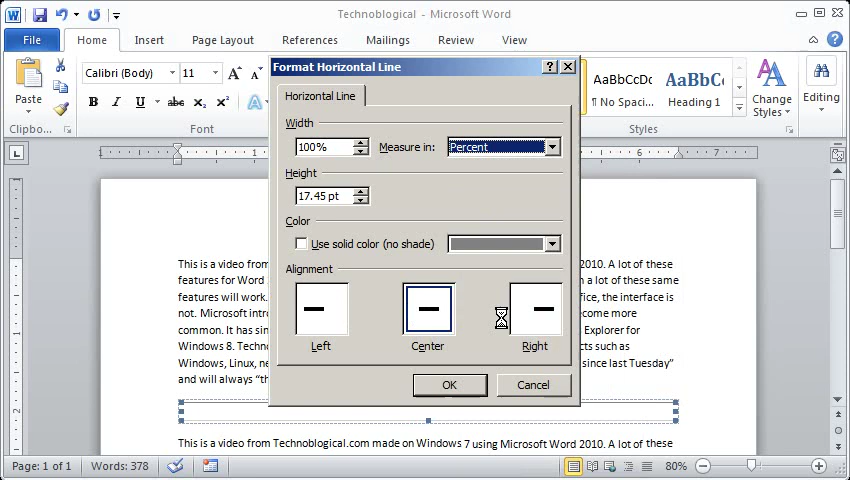 Technoblogical - Microsoft Word
File Home Insert Page Layout References Mailings Review View
Calibri (Body) 11
Paste
B I U abc x₂ x² A
Clipbo... Font
AaBbCcDc AaBbC
¶ No Spaci... Heading 1
Change Styles
Editing
Styles
Format Horizontal Line
Horizontal Line
Width
100% Measure in: Percent
Height
17.45 pt
Color
Use solid color (no shade)
Alignment
Left Center Right
OK Cancel
This is a video from 2010. A lot of these
features for Word a lot of these same
features will work. the interface is
not. Microsoft intro come more
common. It has sin Explorer for
Windows 8. Techno cts such as
Windows, Linux, ne since last Tuesday"
and will always "th
This is a video from Technoblogical.com made on Windows 7 using Microsoft Word 2010. A lot of these
Page: 1 of 1 Words: 378 80%